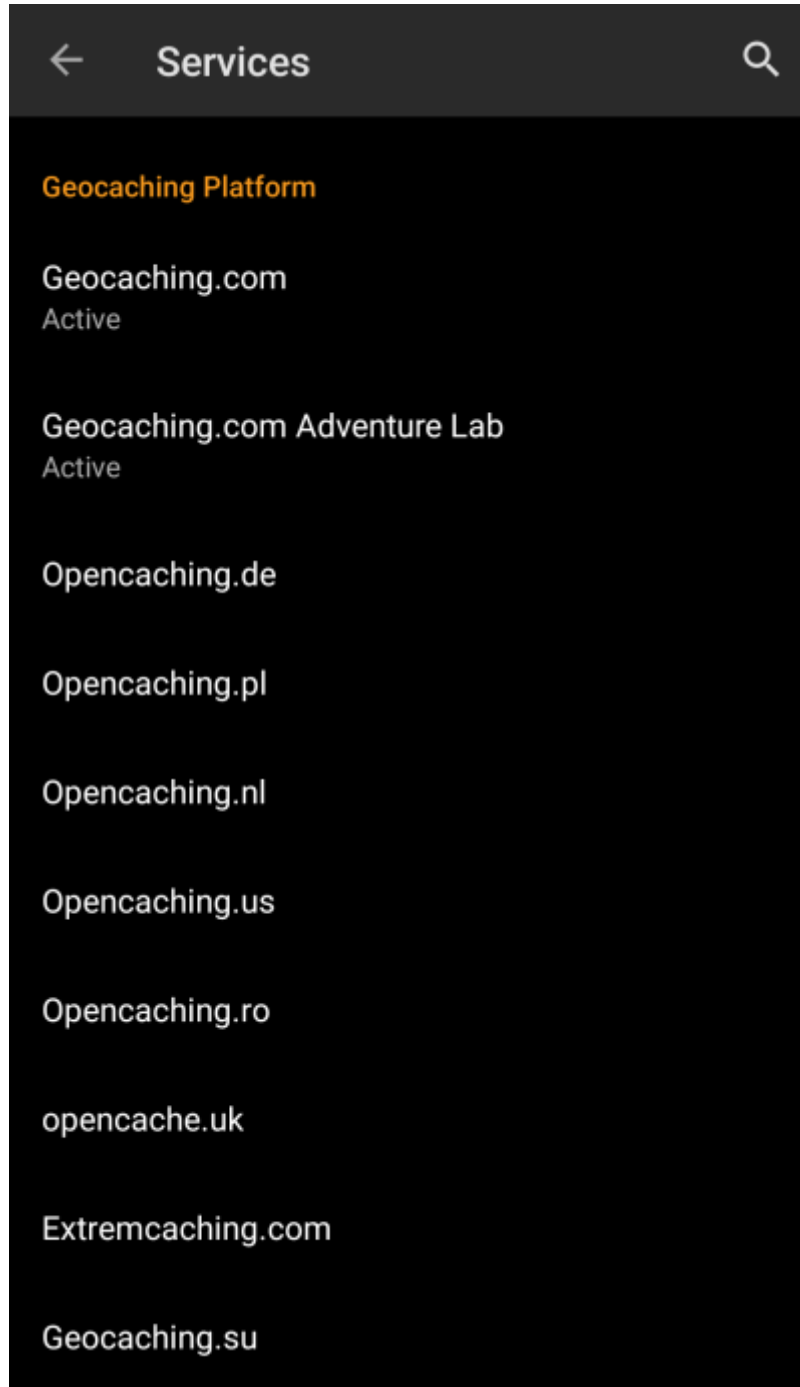 Services
Geocaching Platform
Geocaching.com
Active
Geocaching.com Adventure Lab
Active
Opencaching.de
Opencaching.pl
Opencaching.nl
Opencaching.us
Opencaching.ro
opencache.uk
Extremcaching.com
Geocaching.su